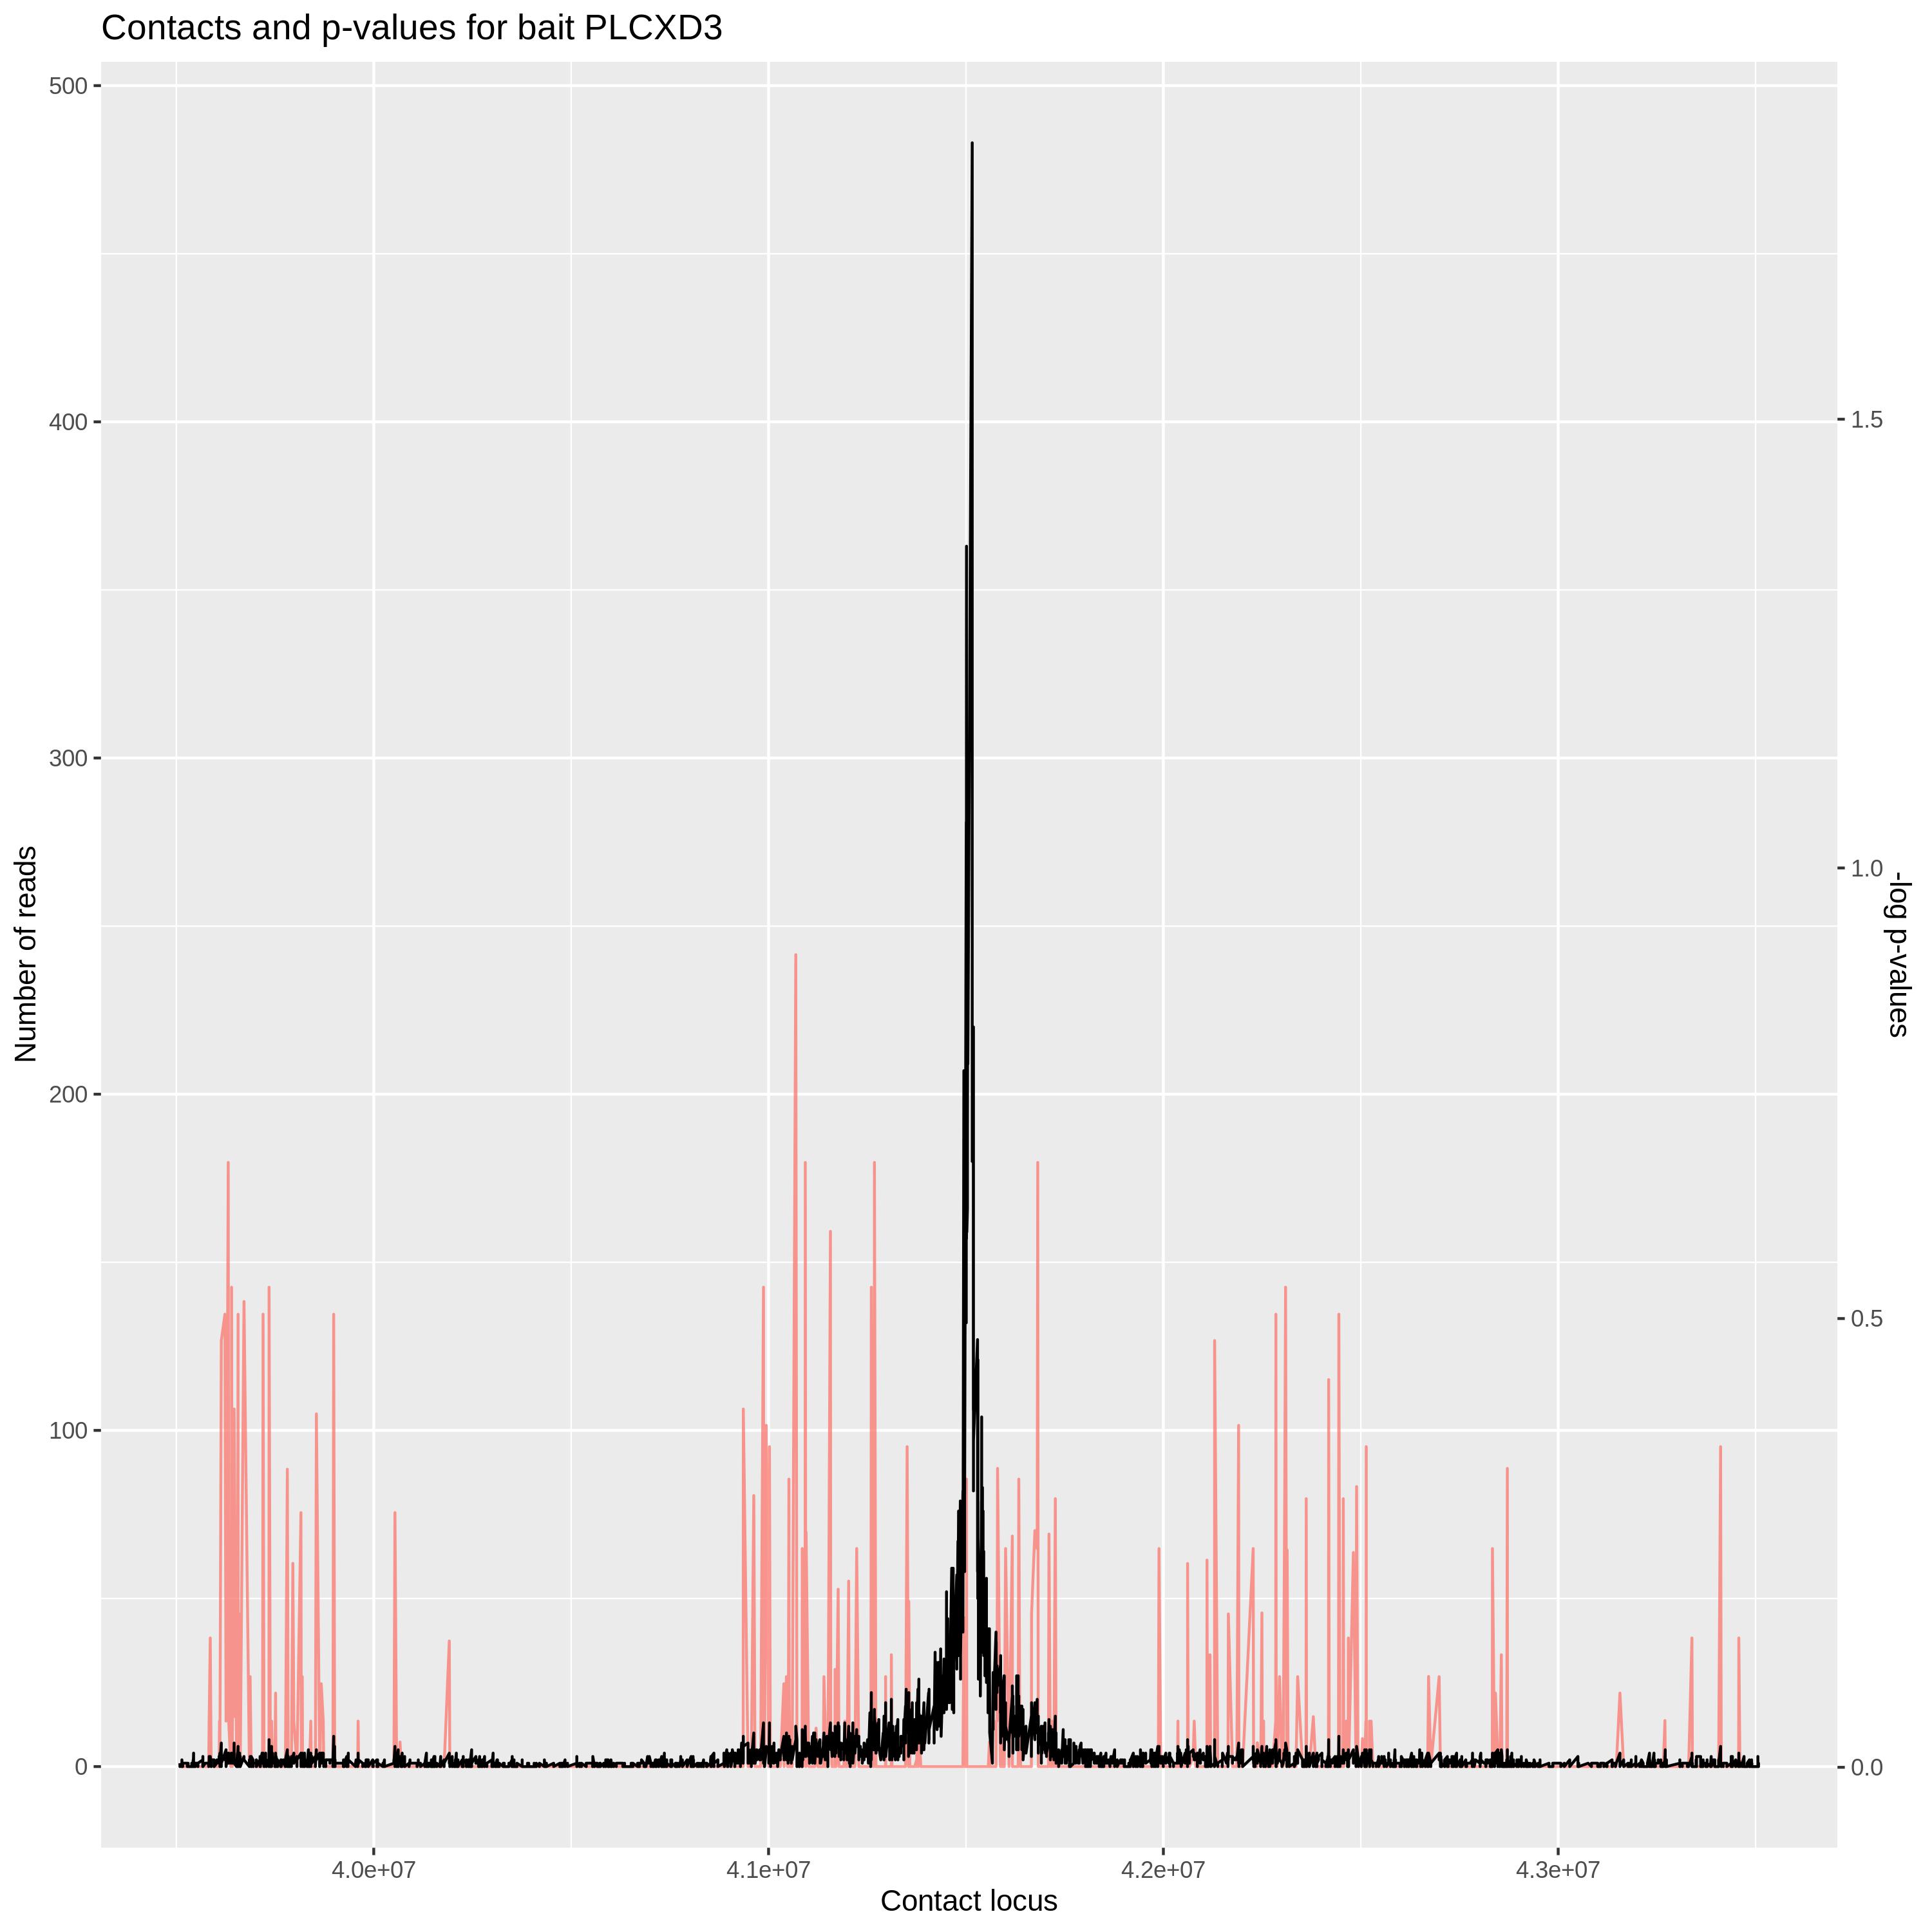 Contacts and p-values for bait PLCXD3
500
400
300
200
100
0
Number of reads
1.5
1.0
0.5
0.0
-log p-values
4.0e+07
4.1e+07
4.2e+07
4.3e+07
Contact locus